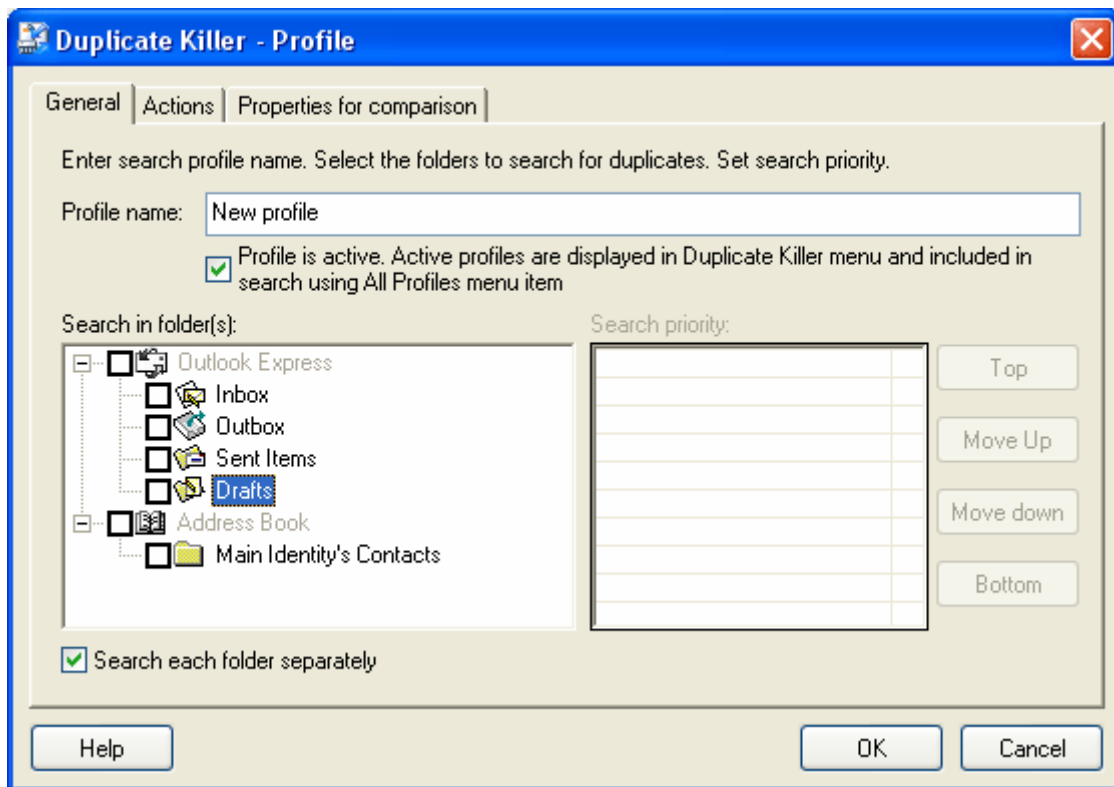 Duplicate Killer - Profile
General
Actions
Properties for comparison
Enter search profile name. Select the folders to search for duplicates. Set search priority.
Profile name:
New profile
Profile is active. Active profiles are displayed in Duplicate Killer menu and included in
search using All Profiles menu item
Search in folder(s):
Search priority:
Outlook Express
Inbox
Outbox
Sent Items
Drafts
Address Book
Main Identity's Contacts
Top
Move Up
Move down
Bottom
Search each folder separately
Help
OK
Cancel